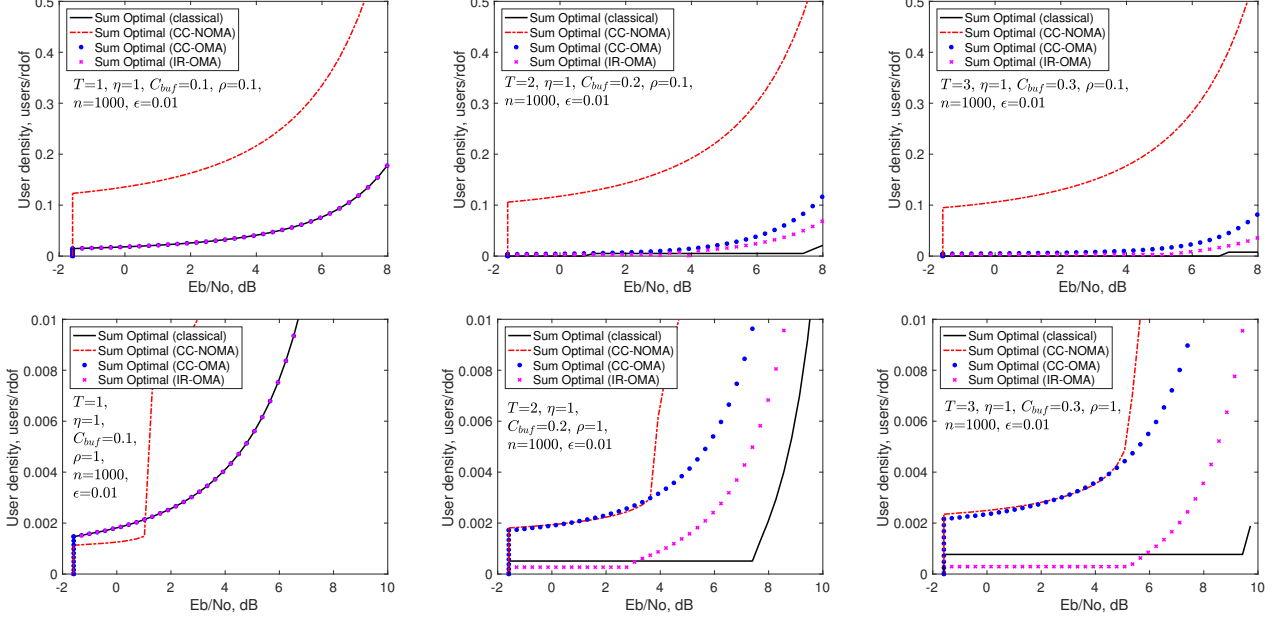 User density, users/rdof
0.5
0.4
0.3
0.2
0.1
0
Sum Optimal (classical)
Sum Optimal (CC-NOMA)
Sum Optimal (CC-OMA)
Sum Optimal (IR-OMA)
T=1, η=1, C_buf=0.1, ρ=0.1,
n=1000, ϵ=0.01
-2 0 2 4 6 8
Eb/No, dB
User density, users/rdof
0.5
0.4
0.3
0.2
0.1
0
Sum Optimal (classical)
Sum Optimal (CC-NOMA)
Sum Optimal (CC-OMA)
Sum Optimal (IR-OMA)
T=2, η=1, C_buf=0.2, ρ=0.1,
n=1000, ϵ=0.01
-2 0 2 4 6 8
Eb/No, dB
User density, users/rdof
0.5
0.4
0.3
0.2
0.1
0
Sum Optimal (classical)
Sum Optimal (CC-NOMA)
Sum Optimal (CC-OMA)
Sum Optimal (IR-OMA)
T=3, η=1, C_buf=0.3, ρ=0.1,
n=1000, ϵ=0.01
-2 0 2 4 6 8
Eb/No, dB
User density, users/rdof
0.01
0.008
0.006
0.004
0.002
0
Sum Optimal (classical)
Sum Optimal (CC-NOMA)
Sum Optimal (CC-OMA)
Sum Optimal (IR-OMA)
T=1,
η=1,
C_buf=0.1,
ρ=1,
n=1000,
ϵ=0.01
-2 0 2 4 6 8 10
Eb/No, dB
User density, users/rdof
0.01
0.008
0.006
0.004
0.002
0
Sum Optimal (classical)
Sum Optimal (CC-NOMA)
Sum Optimal (CC-OMA)
Sum Optimal (IR-OMA)
T=2, η=1,
C_buf=0.2, ρ=1,
n=1000, ϵ=0.01
-2 0 2 4 6 8 10
Eb/No, dB
User density, users/rdof
0.01
0.008
0.006
0.004
0.002
0
Sum Optimal (classical)
Sum Optimal (CC-NOMA)
Sum Optimal (CC-OMA)
Sum Optimal (IR-OMA)
T=3, η=1, C_buf=0.3, ρ=1,
n=1000, ϵ=0.01
-2 0 2 4 6 8 10
Eb/No, dB